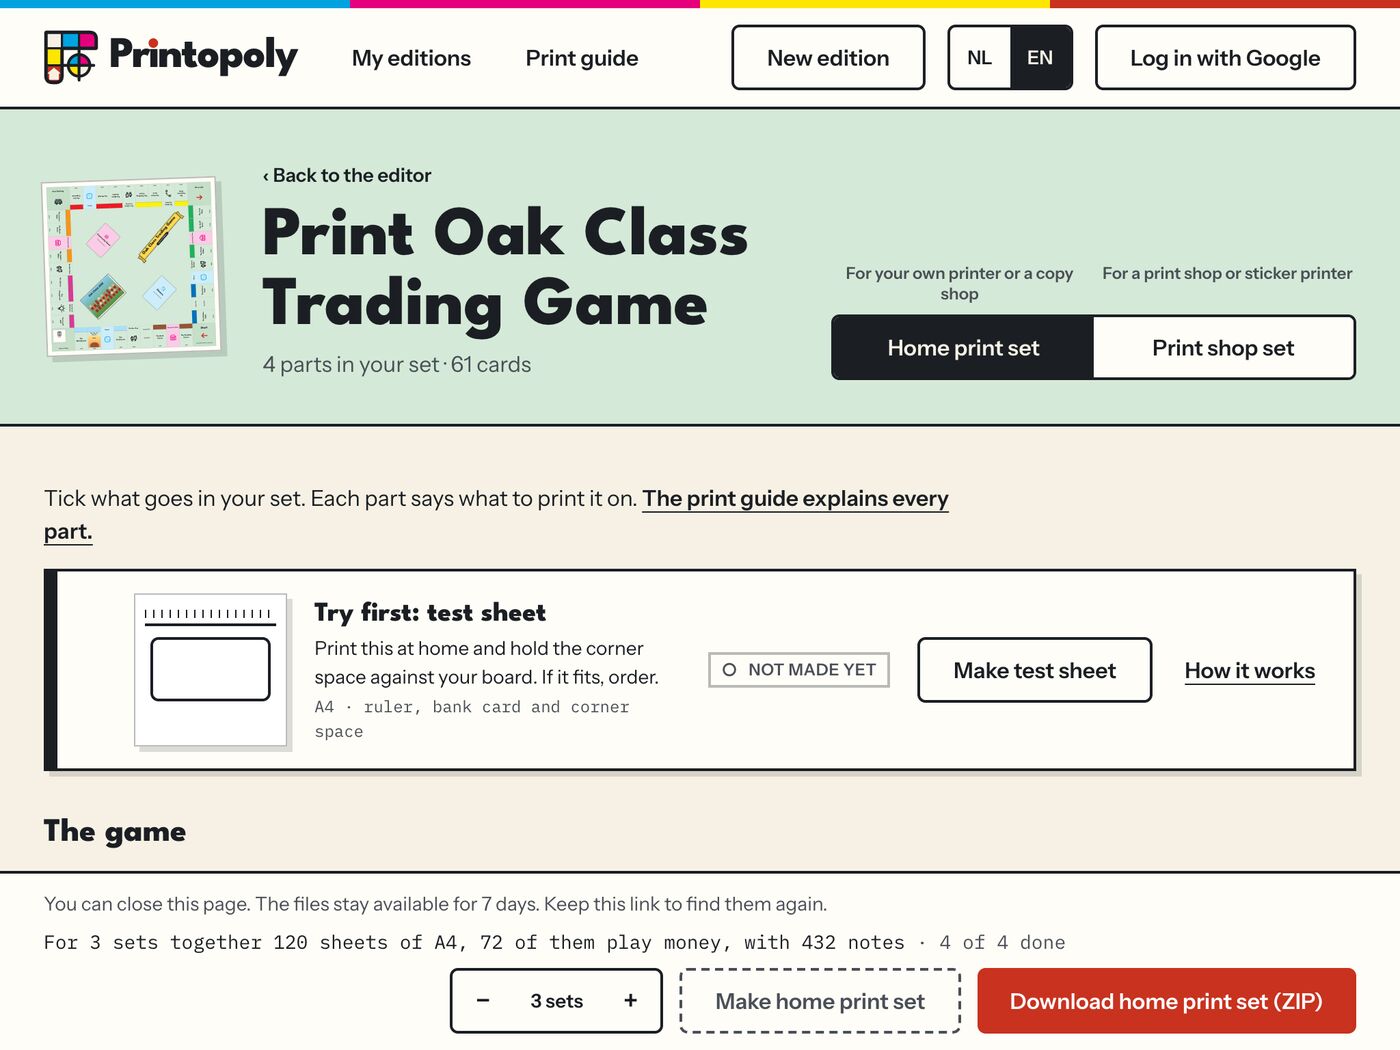 Printopoly
My editions
Print guide
New edition
NL
EN
Log in with Google
‹ Back to the editor
Print Oak Class
Trading Game
4 parts in your set · 61 cards
For your own printer or a copy
shop
For a print shop or sticker printer
Home print set
Print shop set
Tick what goes in your set. Each part says what to print it on. The print guide explains every
part.
Try first: test sheet
Print this at home and hold the corner
space against your board. If it fits, order.
A4 · ruler, bank card and corner
space
NOT MADE YET
Make test sheet
How it works
The game
You can close this page. The files stay available for 7 days. Keep this link to find them again.
For 3 sets together 120 sheets of A4, 72 of them play money, with 432 notes · 4 of 4 done
− 3 sets +
Make home print set
Download home print set (ZIP)